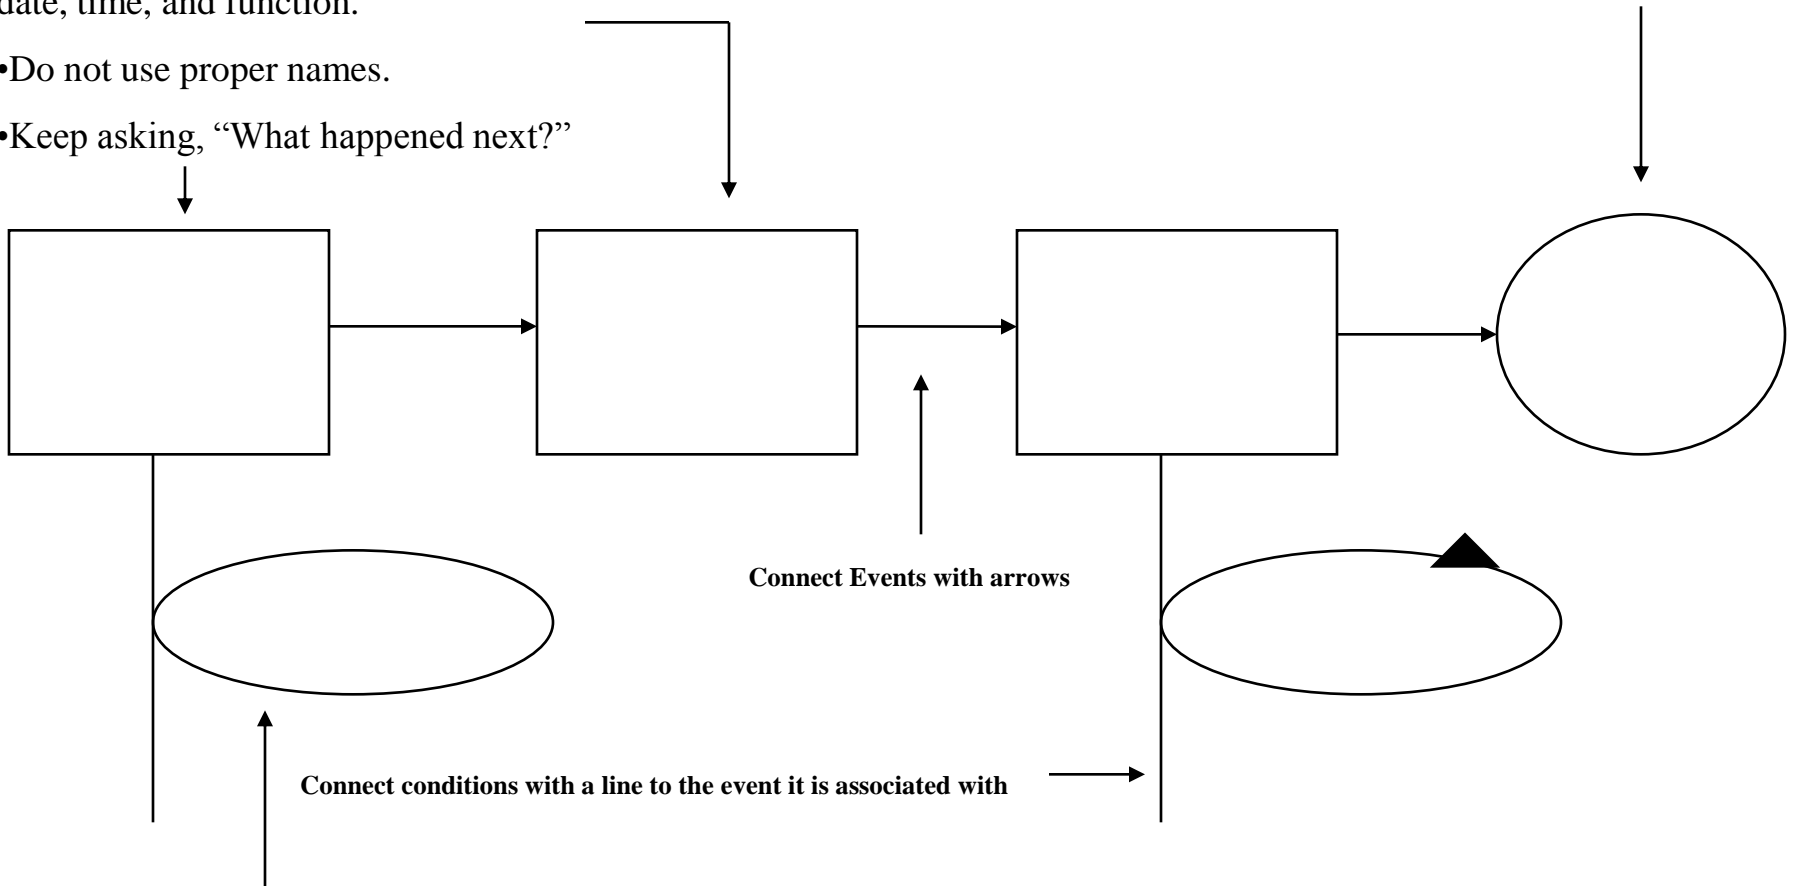 date, time, and function.
•Do not use proper names.
•Keep asking, “What happened next?”
Connect Events with arrows
Connect conditions with a line to the event it is associated with